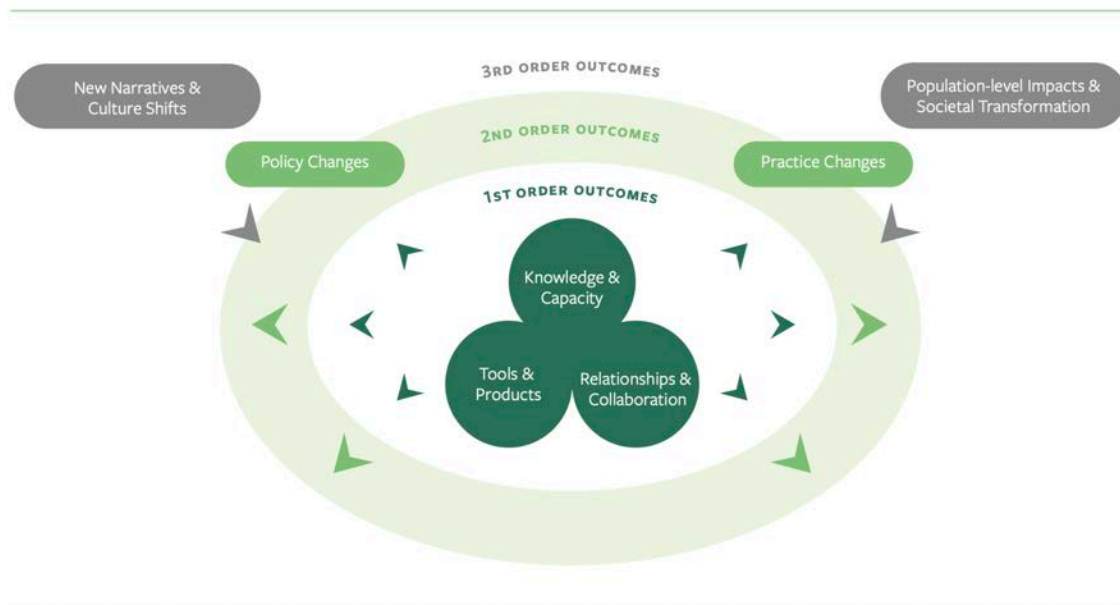 3RD ORDER OUTCOMES
New Narratives &
Culture Shifts
Population-level Impacts &
Societal Transformation
2ND ORDER OUTCOMES
Policy Changes
Practice Changes
1ST ORDER OUTCOMES
Knowledge &
Capacity
Tools &
Products
Relationships &
Collaboration